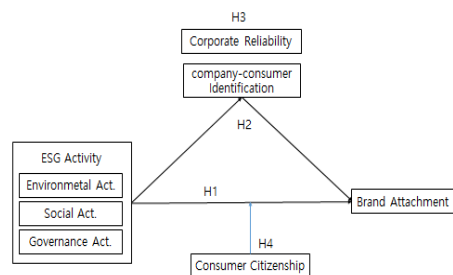 H3
Corporate Reliability
company-consumer
Identification
H2
ESG Activity
Environmetal Act.
Social Act.
Governance Act.
H1
Brand Attachment
H4
Consumer Citizenship